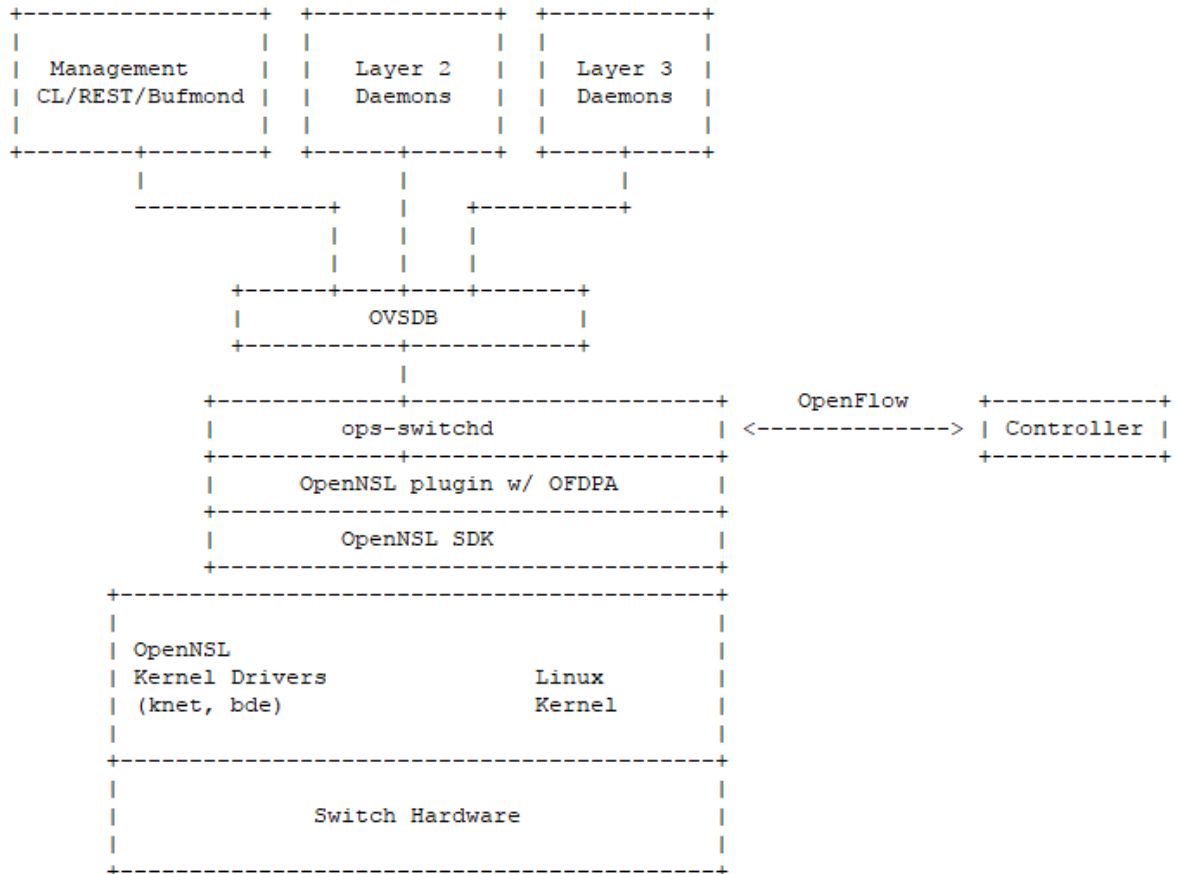 Management
CL/REST/Bufmond
Layer 2
Daemons
Layer 3
Daemons
OVSDB
ops-switchd
OpenFlow
Controller
OpenNSL plugin w/ OFDPA
OpenNSL SDK
OpenNSL
Kernel Drivers
(knet, bde)
Linux
Kernel
Switch Hardware